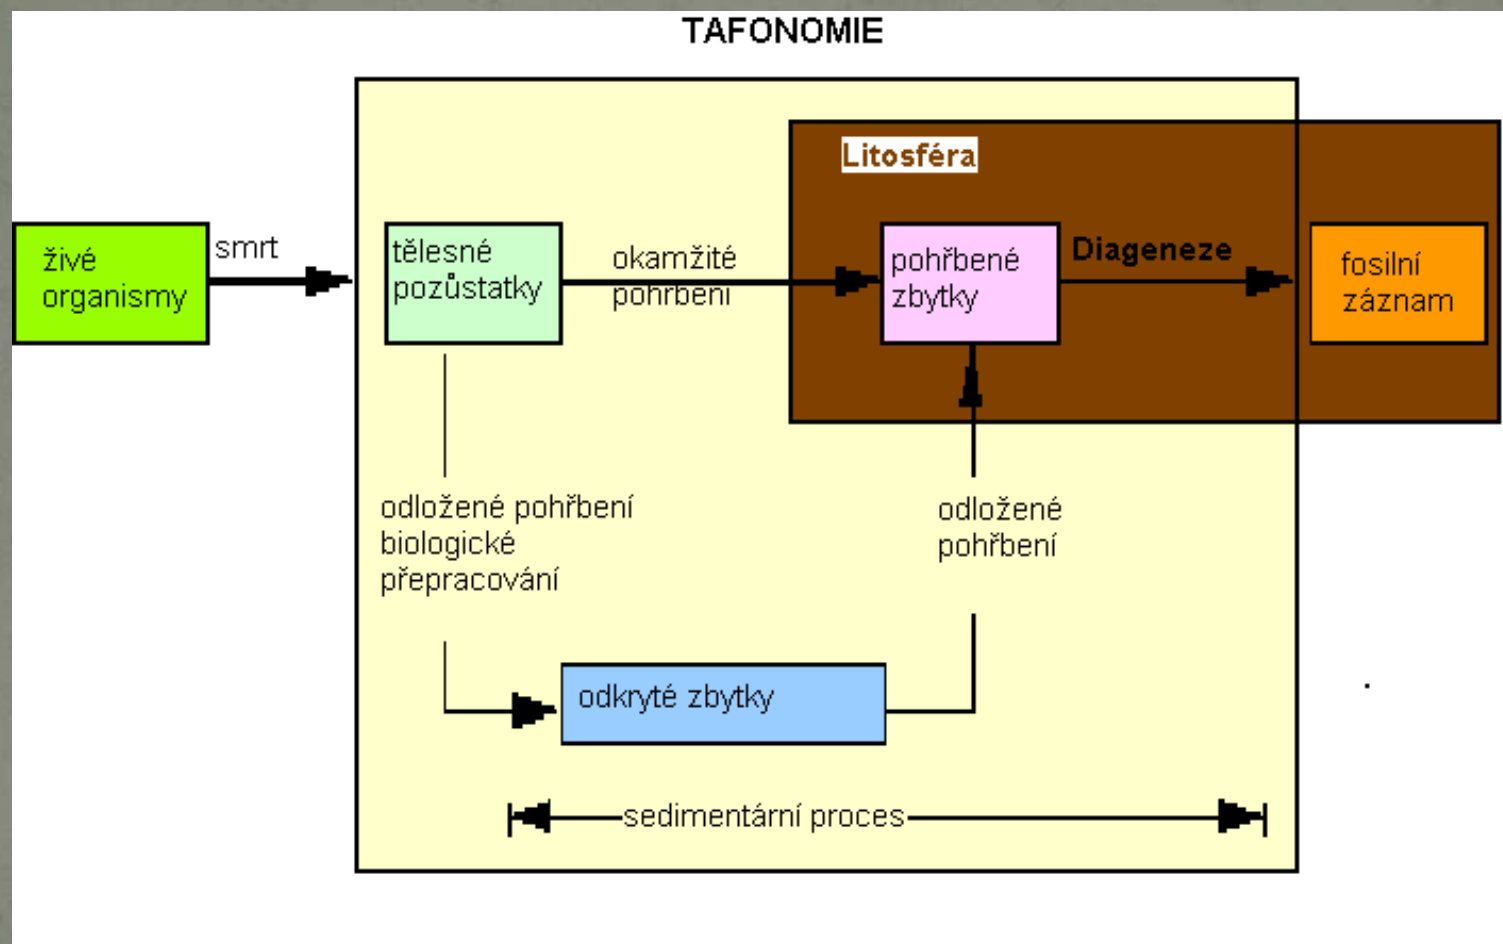 TAFONOMIE
Litosféra
živé
organismy
smrt
tělesné
pozůstatky
okamžité
pohrbení
pohřbené
zbytky
Diageneze
fosilní
záznam
odložené pohřbení
biologické
přepracování
odložené
pohřbení
odkryté zbytky
sedimentární proces
.